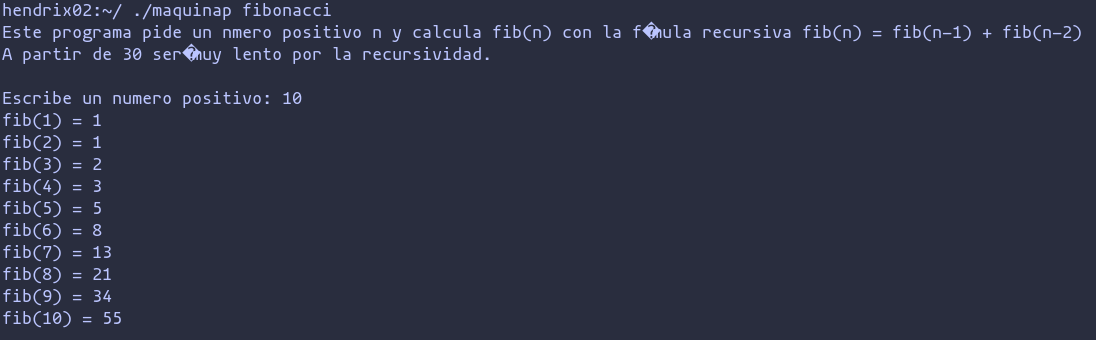 hendrix02:~/ ./maquinap fibonacci
Este programa pide un nmero positivo n y calcula fib(n) con la f�mula recursiva fib(n) = fib(n-1) + fib(n-2)
A partir de 30 ser�muy lento por la recursividad.
Escribe un numero positivo: 10
fib(1) = 1
fib(2) = 1
fib(3) = 2
fib(4) = 3
fib(5) = 5
fib(6) = 8
fib(7) = 13
fib(8) = 21
fib(9) = 34
fib(10) = 55